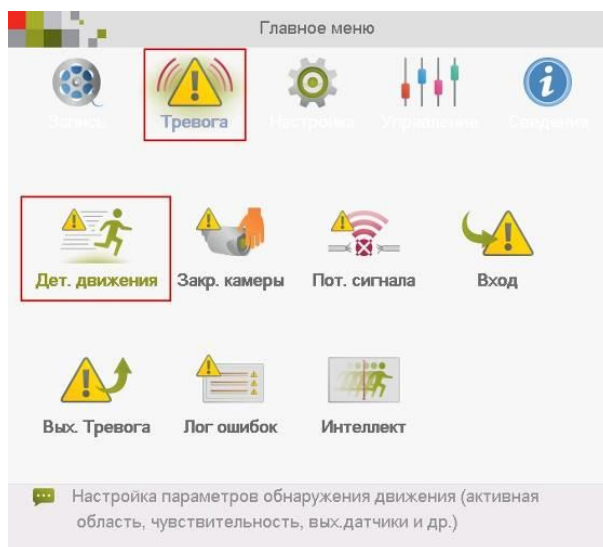 Главное меню
Запись Тревога Настройка Управление Сведения
Дет. движения Закр. камеры Пот. сигнала Вход
Вых. Тревога Лог ошибок Интеллект
Настройка параметров обнаружения движения (активная
область, чувствительность, вых.датчики и др.)